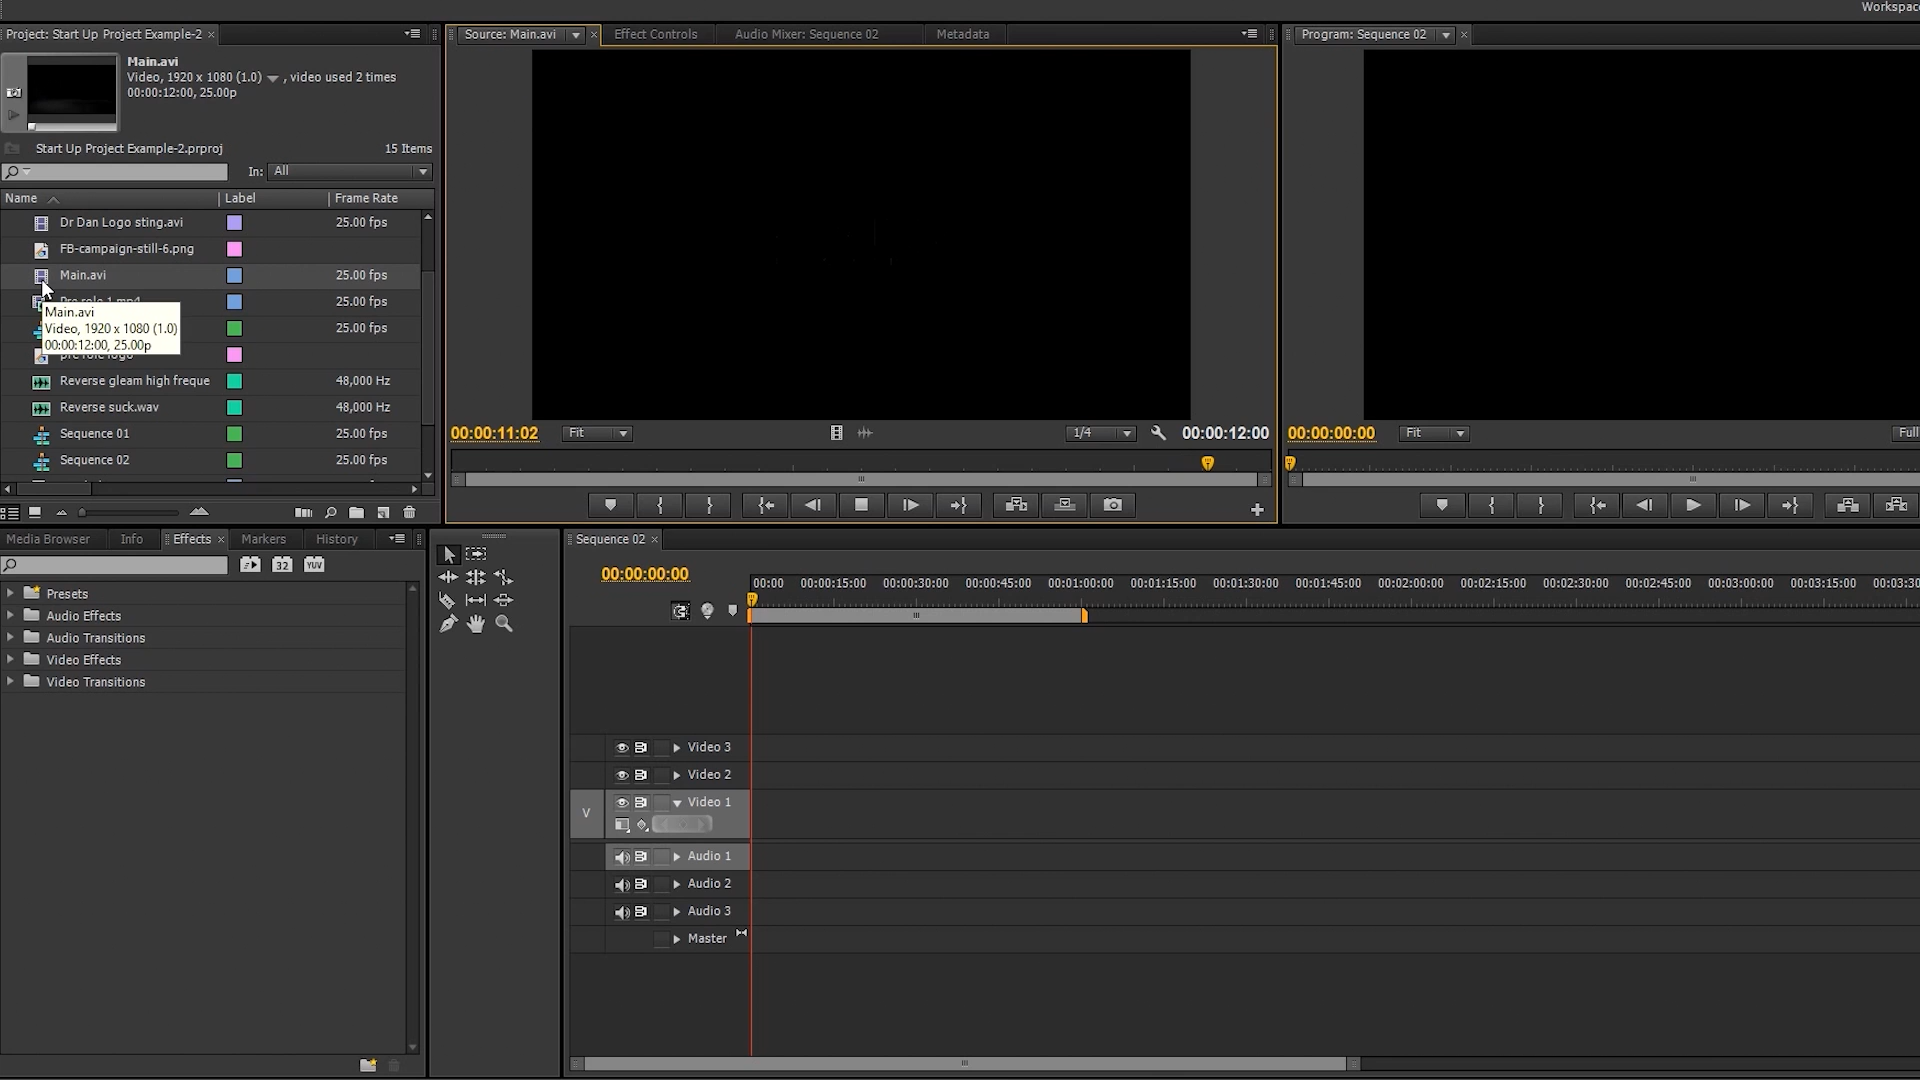 Workspac
Project: Start Up Project Example-2
Source: Main.avi
Effect Controls
Audio Mixer: Sequence 02
Metadata
Program: Sequence 02
Main.avi
Video, 1920 x 1080 (1.0) , video used 2 times
00:00:12:00, 25.00p
Start Up Project Example-2.prproj
15 Items
In: All
Name Label Frame Rate
Dr Dan Logo sting.avi 25.00 fps
FB-campaign-still-6.png
Main.avi 25.00 fps
Pre role 1.mp4 25.00 fps
Main.avi
Video, 1920 x 1080 (1.0)
00:00:12:00, 25.00p
25.00 fps
pre role logo
Reverse gleam high freque 48,000 Hz
Reverse suck.wav 48,000 Hz
Sequence 01 25.00 fps
Sequence 02 25.00 fps
00:00:11:02 Fit 1/4 00:00:12:00
00:00:00:00 Fit Full
Media Browser Info Effects Markers History
32 YUV
Presets
Audio Effects
Audio Transitions
Video Effects
Video Transitions
Sequence 02
00:00:00:00
00:00 00:00:15:00 00:00:30:00 00:00:45:00 00:01:00:00 00:01:15:00 00:01:30:00 00:01:45:00 00:02:00:00 00:02:15:00 00:02:30:00 00:02:45:00 00:03:00:00 00:03:15:00 00:03:30
Video 3
Video 2
V Video 1
Audio 1
Audio 2
Audio 3
Master